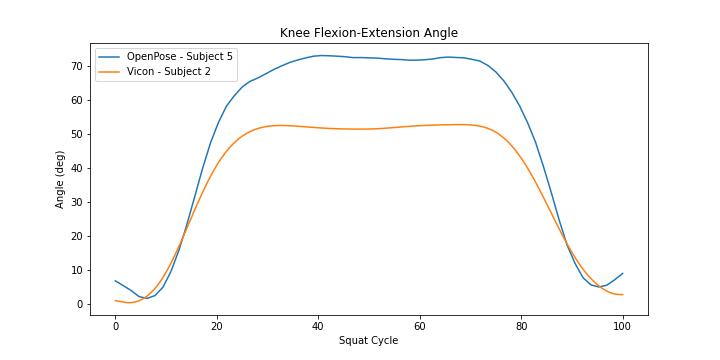 Knee Flexion-Extension Angle
OpenPose - Subject 5
Vicon - Subject 2
Angle (deg)
70
60
50
40
30
20
10
0
0 20 40 60 80 100
Squat Cycle